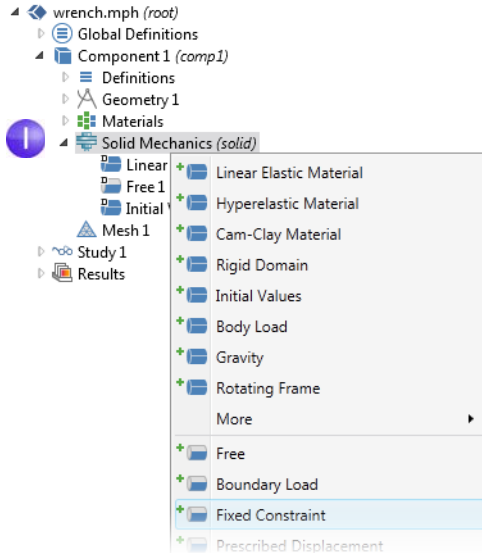 wrench.mph (root)
Global Definitions
Component 1 (comp1)
Definitions
Geometry 1
Materials
1
Solid Mechanics (solid)
Linear
Free 1
Initial
Mesh 1
Study 1
Results
Linear Elastic Material
Hyperelastic Material
Cam-Clay Material
Rigid Domain
Initial Values
Body Load
Gravity
Rotating Frame
More
Free
Boundary Load
Fixed Constraint
Prescribed Displacement